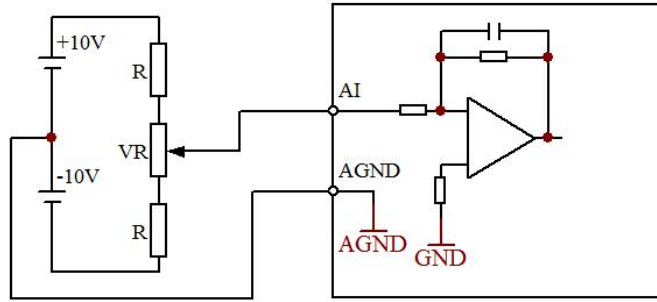 +10V
R
AI
VR
AGND
-10V
R
AGND
GND